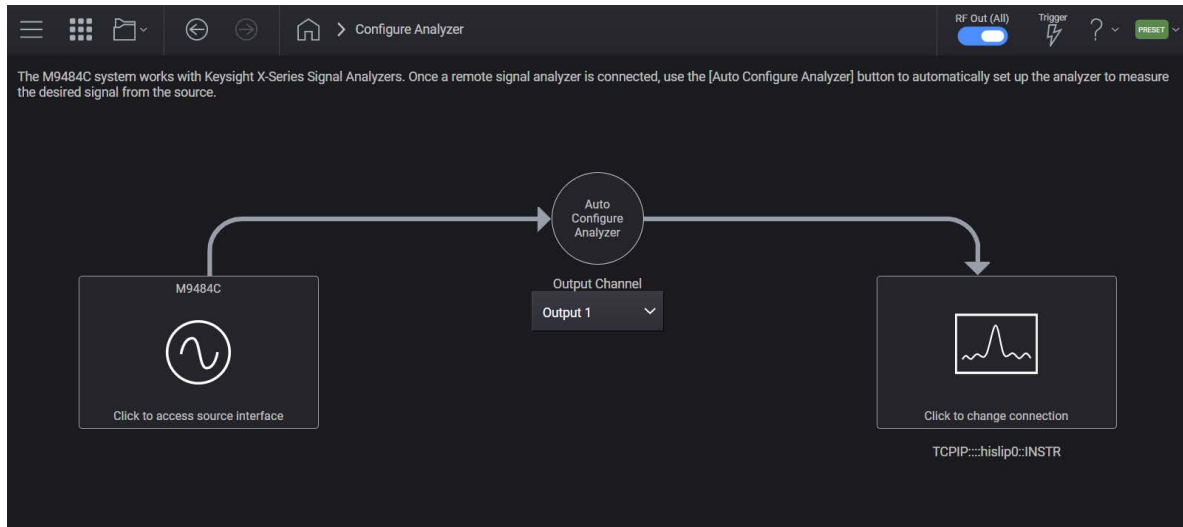 Configure Analyzer
RF Out (All)
Trigger
PRESET
The M9484C system works with Keysight X-Series Signal Analyzers. Once a remote signal analyzer is connected, use the [Auto Configure Analyzer] button to automatically set up the analyzer to measure
the desired signal from the source.
Auto
Configure
Analyzer
Output Channel
Output 1
M9484C
Click to access source interface
Click to change connection
TCPIP::::hislip0::INSTR